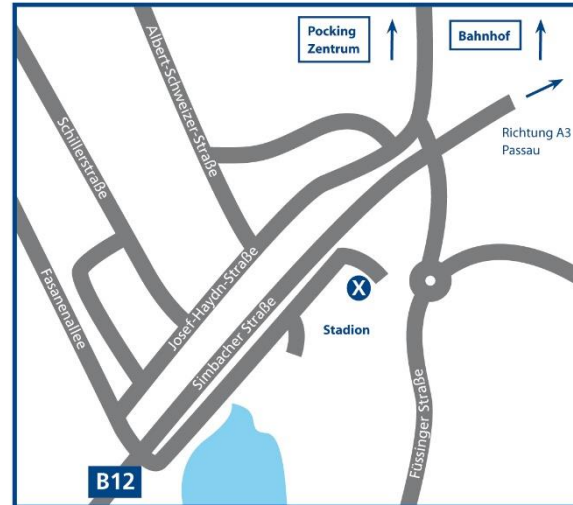 Pocking
Zentrum
Bahnhof
Albert-Schweizer-Straße
Schillerstraße
Richtung A3
Passau
Fasanenallee
Josef-Haydn-Straße
Simbacher Straße
X
Stadion
Füssinger Straße
B12